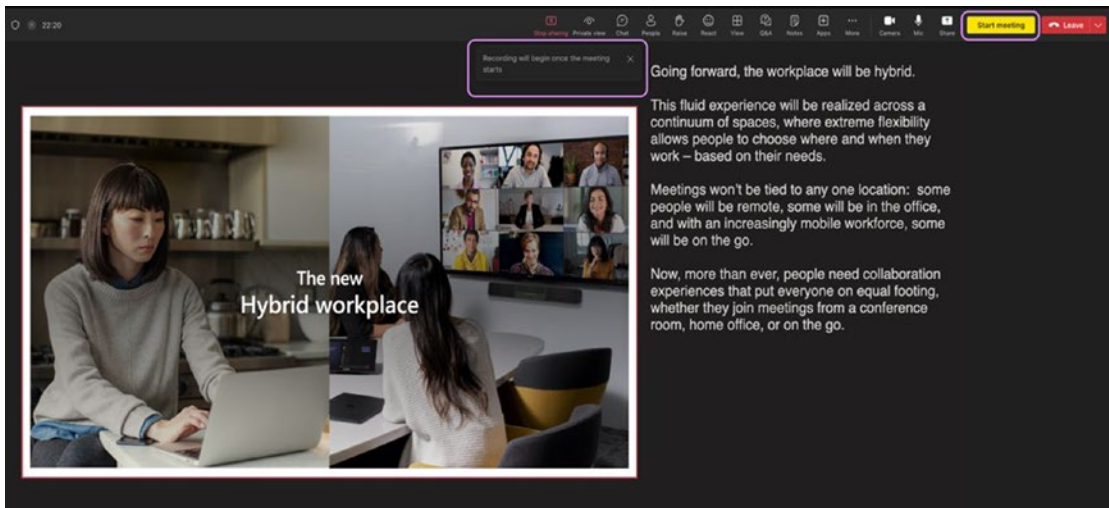 22:20
Stop sharing Private view Chat People Raise React View Q&A Notes Apps More Camera Mic Share Start meeting Leave
Recording will begin once the meeting
starts
Going forward, the workplace will be hybrid.
This fluid experience will be realized across a
continuum of spaces, where extreme flexibility
allows people to choose where and when they
work – based on their needs.
Meetings won't be tied to any one location:  some
people will be remote, some will be in the office,
and with an increasingly mobile workforce, some
will be on the go.
Now, more than ever, people need collaboration
experiences that put everyone on equal footing,
whether they join meetings from a conference
room, home office, or on the go.
The new
Hybrid workplace